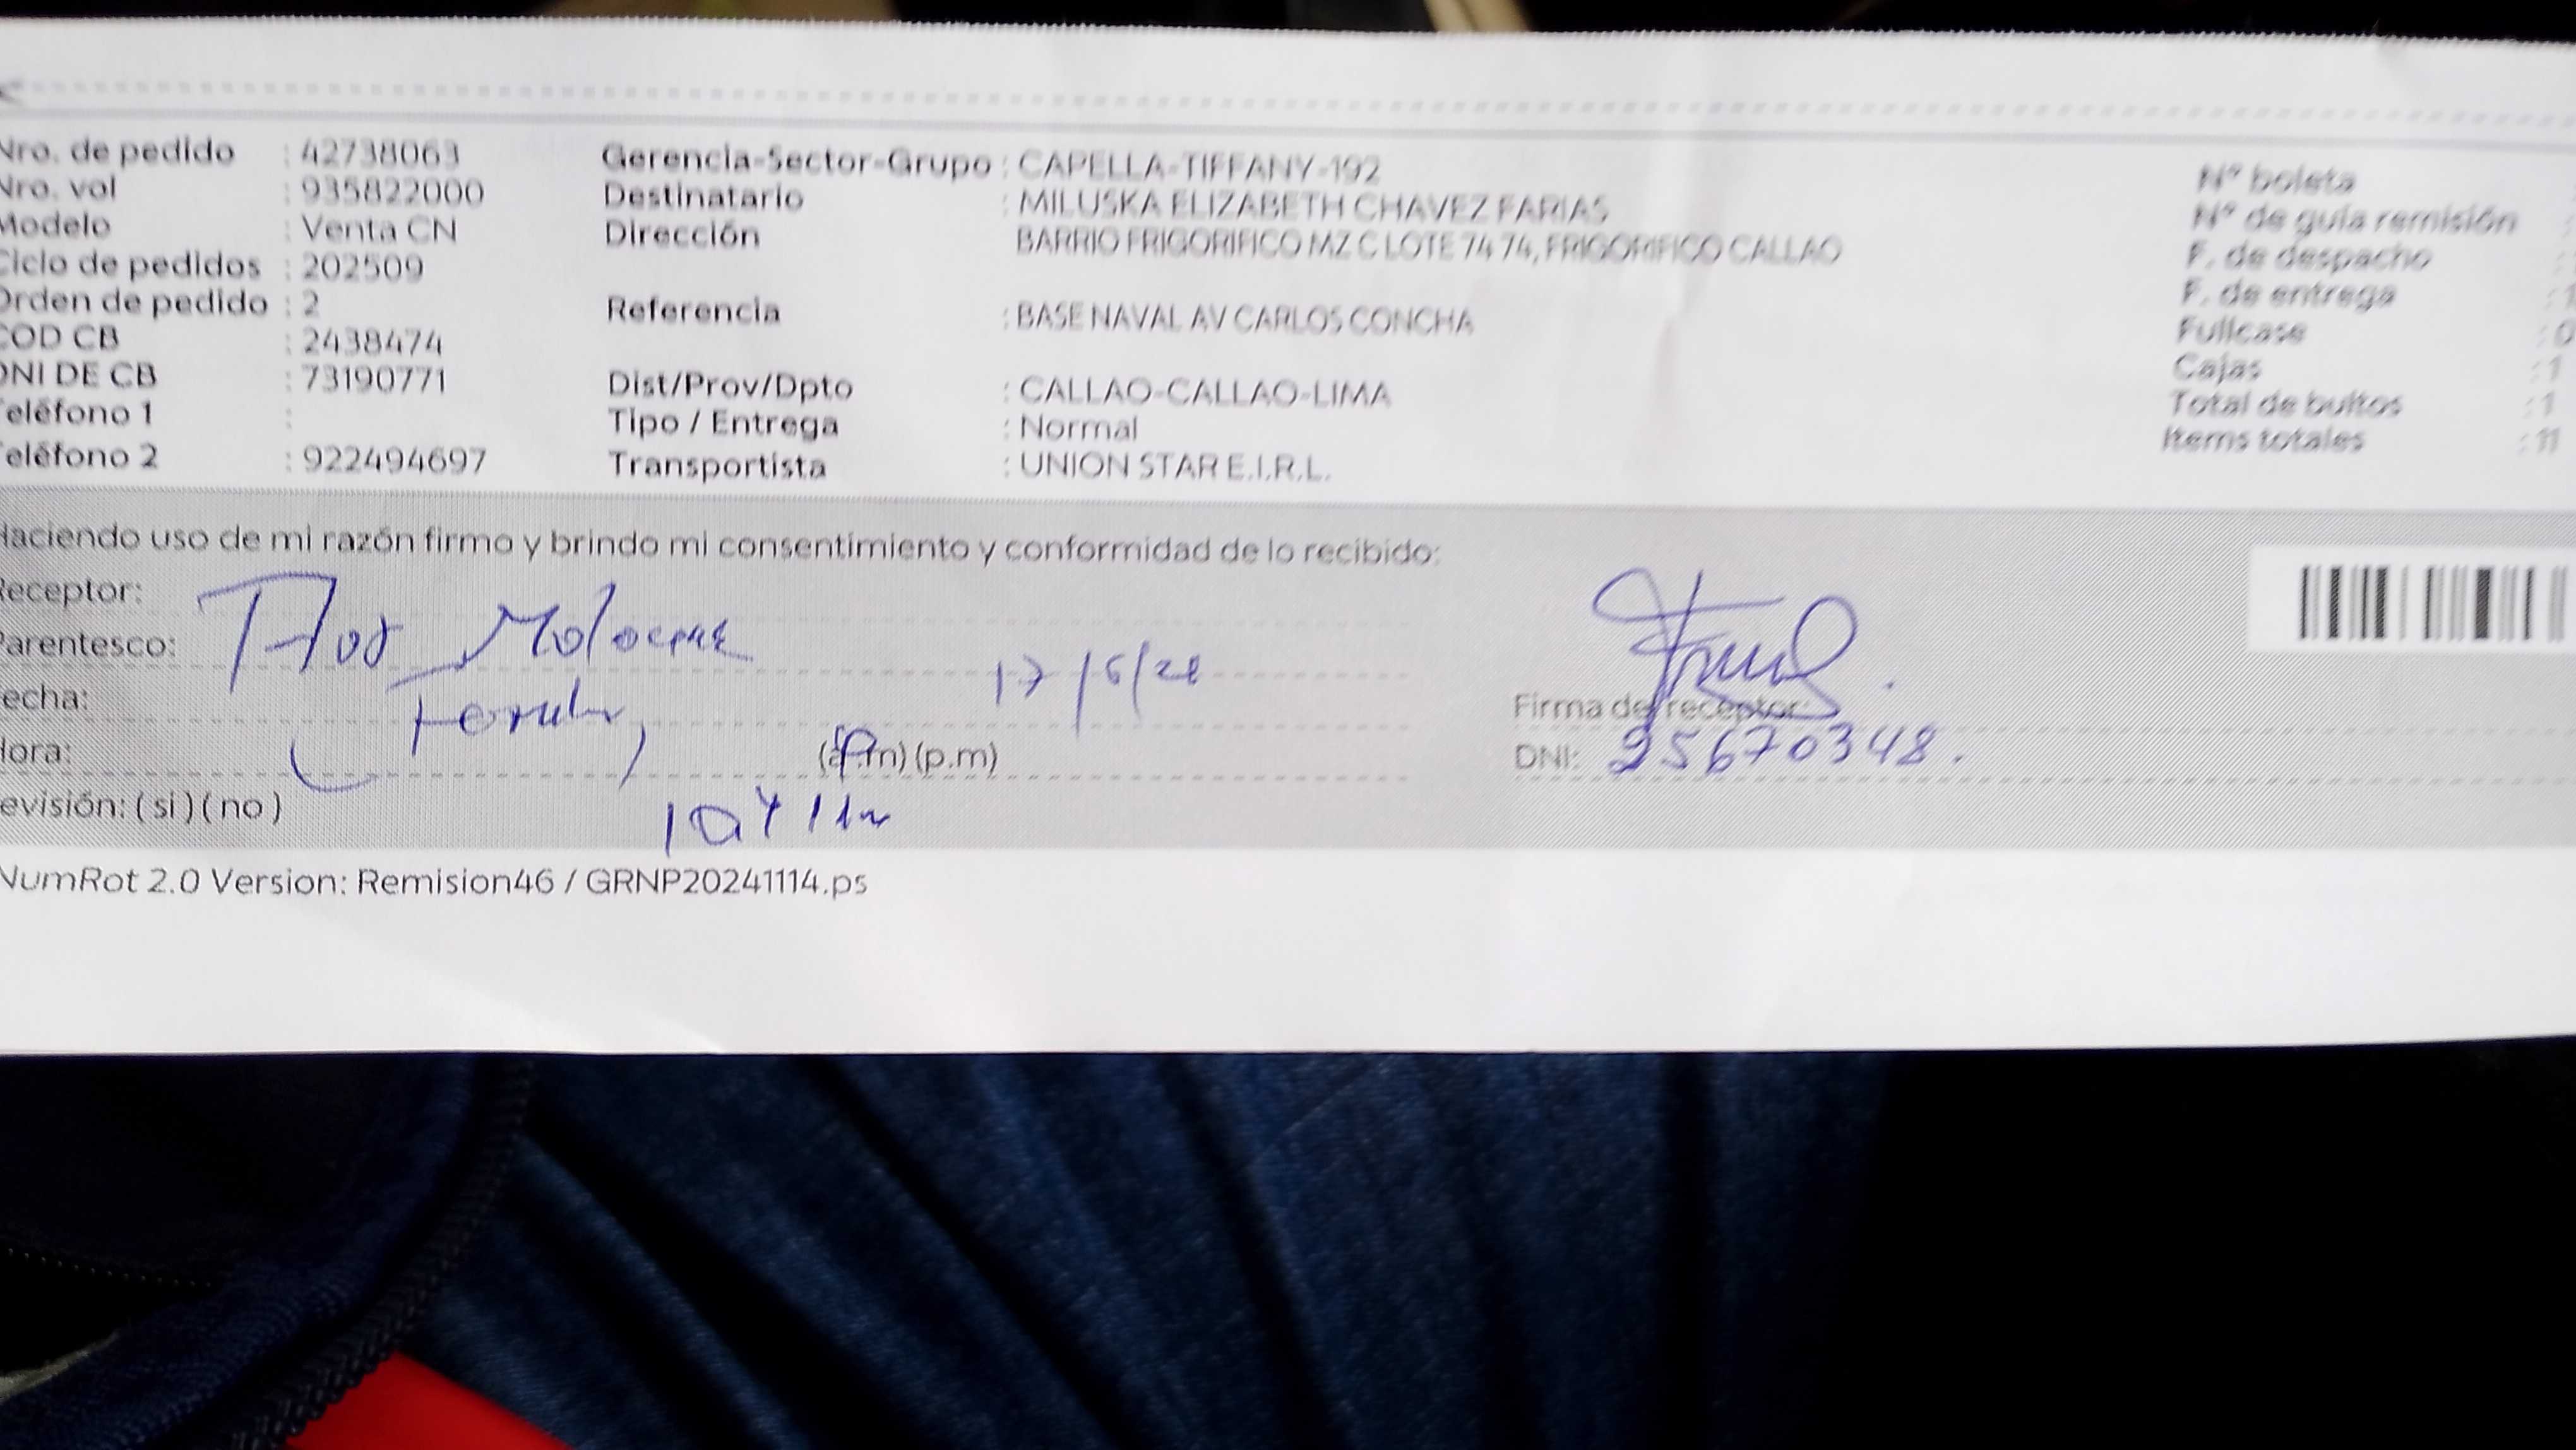 Nro. de pedido : 42738063
Nro. vol : 935822000
Modelo : Venta CN
Ciclo de pedidos : 202509
Orden de pedido : 2
COD CB : 2438474
DNI DE CB : 73190771
Teléfono 1 :
Teléfono 2 : 922494697
Gerencia-Sector-Grupo : CAPELLA-TIFFANY-192
Destinatario : MILUSKA ELIZABETH CHAVEZ FARIAS
Dirección BARRIO FRIGORIFICO MZ C LOTE 74 74, FRIGORIFICO CALLAO
Referencia : BASE NAVAL AV CARLOS CONCHA
Dist/Prov/Dpto : CALLAO-CALLAO-LIMA
Tipo / Entrega : Normal
Transportista : UNION STAR E.I.R.L.
N° boleta
N° de guía remisión
F. de despacho :
F. de entrega : 1
Fullcase : 0
Cajas : 1
Total de bultos : 1
Items totales : 11
Haciendo uso de mi razón firmo y brindo mi consentimiento y conformidad de lo recibido:
Receptor:
Parentesco:
Fecha:
Hora: (a.m) (p.m)
Revisión: ( si ) ( no )
Firma de receptor:
DNI: 25670348.
NumRot 2.0 Version: Remision46 / GRNP20241114.ps